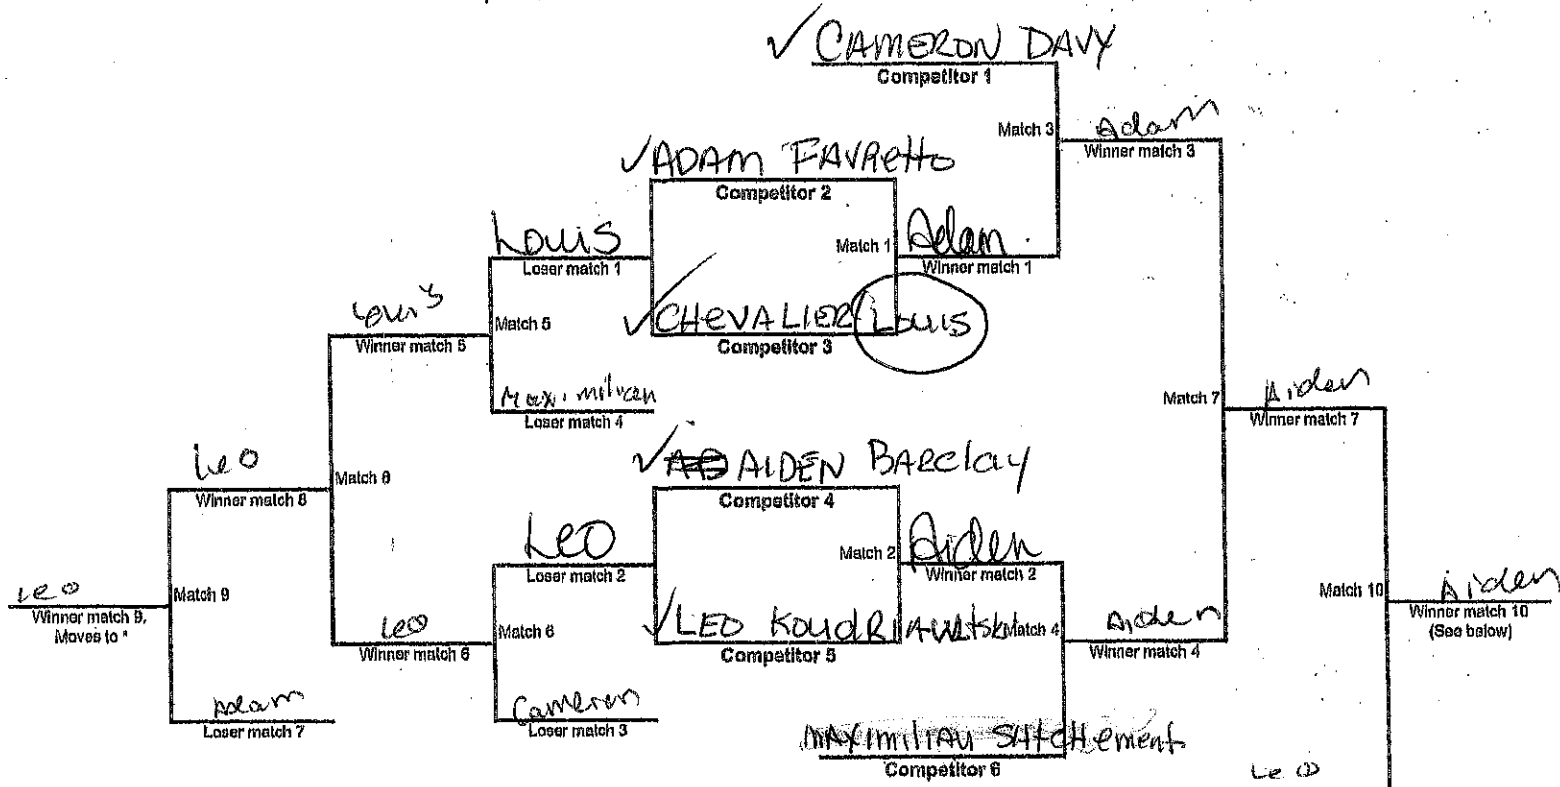 ✓ CAMERON DAVY
Competitor 1
Match 3
Adam
Winner match 3
✓ ADAM FAVRETTO
Competitor 2
Louis
Loser match 1
Match 1
Adam
Winner match 1
Louis
Winner match 5
Match 5
✓ CHEVALIER Louis
Competitor 3
Maximilian
Loser match 4
Match 7
Aiden
Winner match 7
Leo
Winner match 8
Match 8
✓ AIDEN BARCLAY
Competitor 4
Leo
Loser match 2
Match 2
Aiden
Winner match 2
Leo
Winner match 9,
Moves to *
Match 9
Match 10
Aiden
Winner match 10
(See below)
Leo
Winner match 6
Match 6
✓ LEO
Competitor 5
Match 4
Aiden
Winner match 4
Adam
Loser match 7
Cameron
Loser match 3
MAXIMILIAN
Competitor 6
Leo